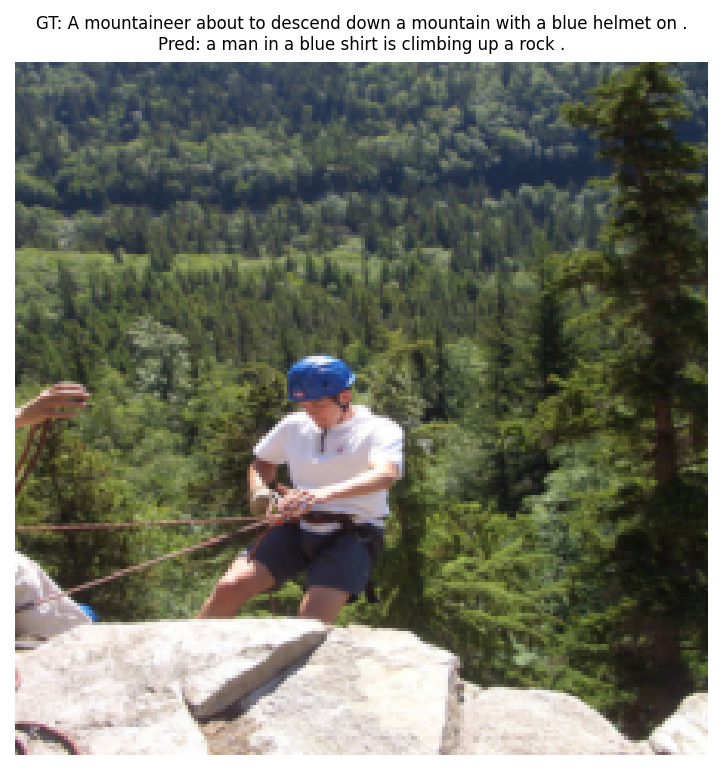 GT: A mountaineer about to descend down a mountain with a blue helmet on .
Pred: a man in a blue shirt is climbing up a rock .